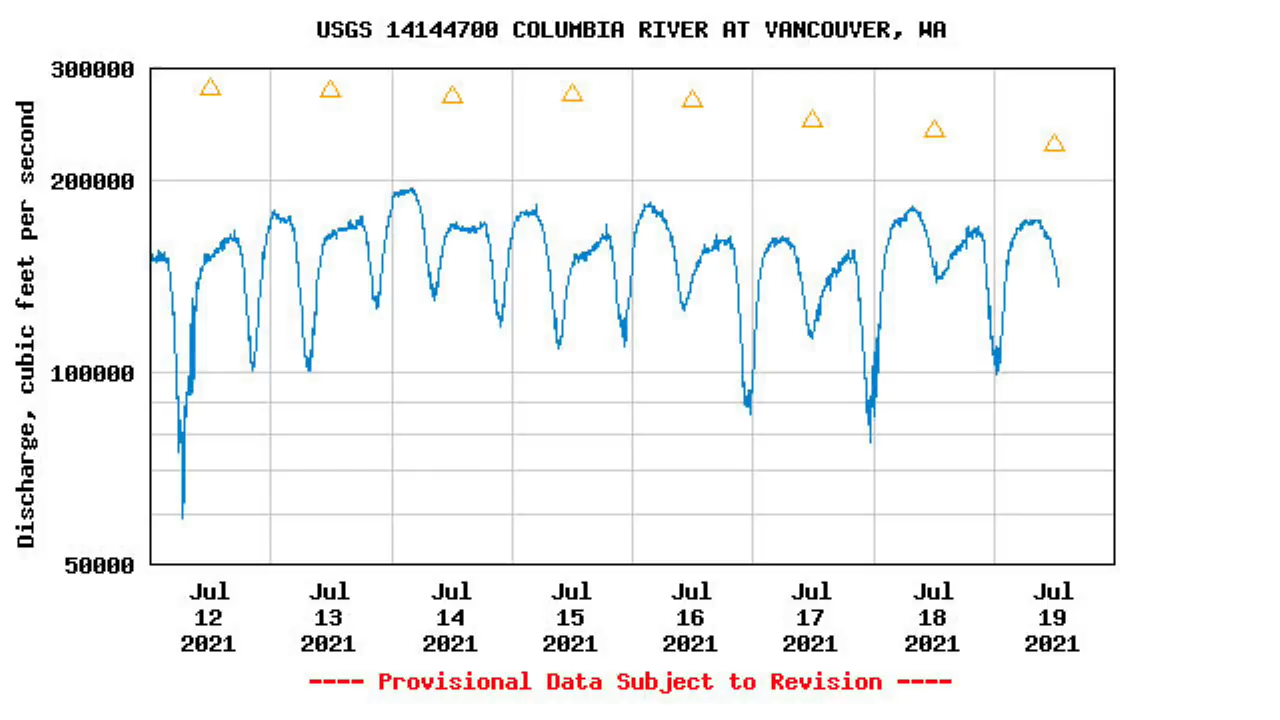 USGS 14144700 COLUMBIA RIVER AT VANCOUVER, WA
Discharge, cubic feet per second
300000
200000
100000
50000
Jul Jul Jul Jul Jul Jul Jul Jul
12 13 14 15 16 17 18 19
2021 2021 2021 2021 2021 2021 2021 2021
---- Provisional Data Subject to Revision ----